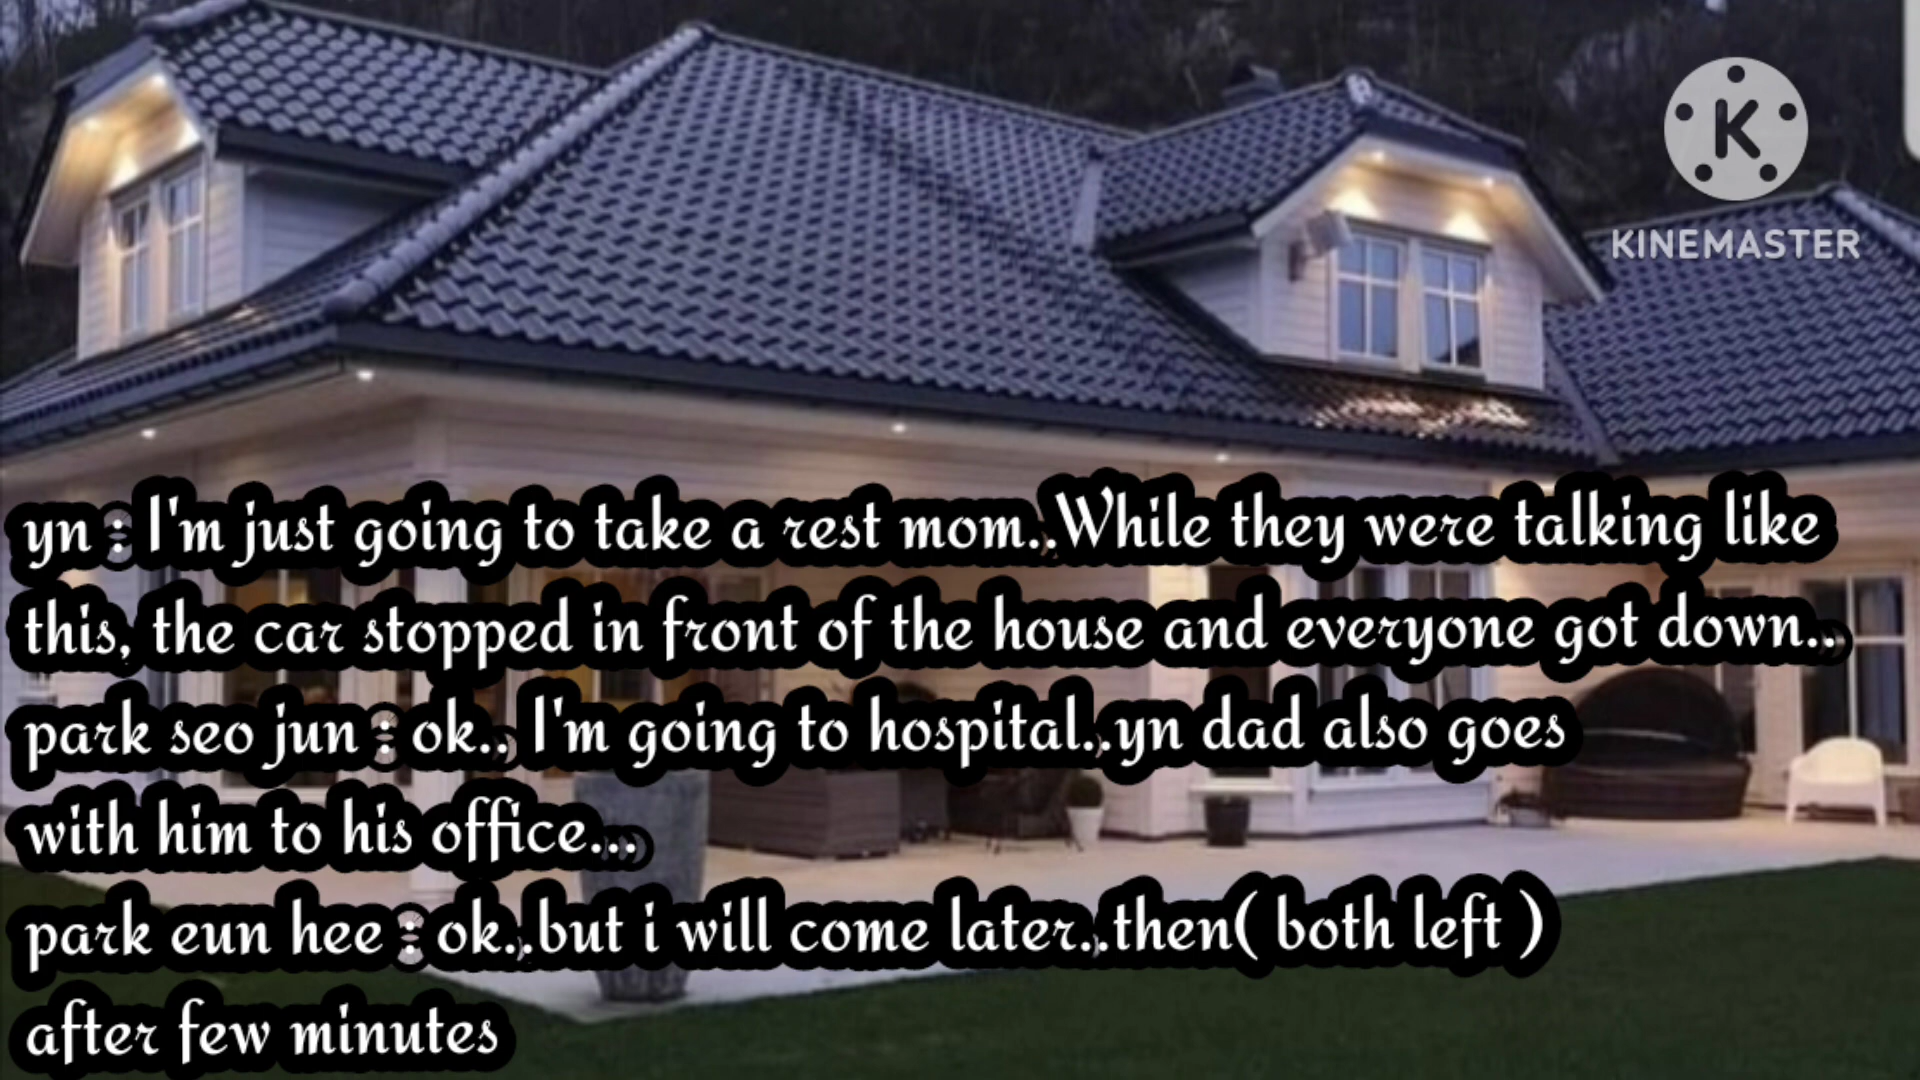 KINEMASTER
yn : I'm just going to take a rest mom..While they were talking like
this, the car stopped in front of the house and everyone got down..
park seo jun : ok.. I'm going to hospital..yn dad also goes
with him to his office...
park eun hee : ok..but i will come later..then( both left )
after few minutes